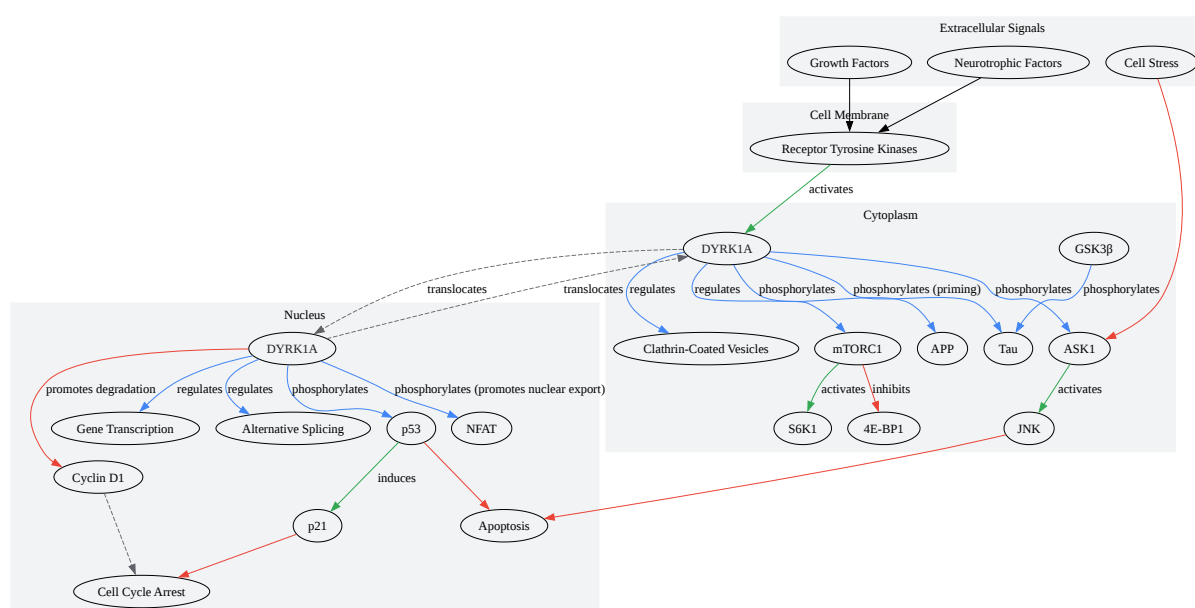 Extracellular Signals
Growth Factors
Neurotrophic Factors
Cell Stress
Cell Membrane
Receptor Tyrosine Kinases
activates
Cytoplasm
DYRK1A
GSK3β
translocates
translocates
regulates
regulates
phosphorylates
phosphorylates (priming)
phosphorylates
phosphorylates
Nucleus
DYRK1A
Clathrin-Coated Vesicles
mTORC1
APP
Tau
ASK1
promotes degradation
regulates
regulates
phosphorylates
phosphorylates (promotes nuclear export)
activates
inhibits
activates
Gene Transcription
Alternative Splicing
p53
NFAT
S6K1
4E-BP1
JNK
Cyclin D1
induces
p21
Apoptosis
Cell Cycle Arrest